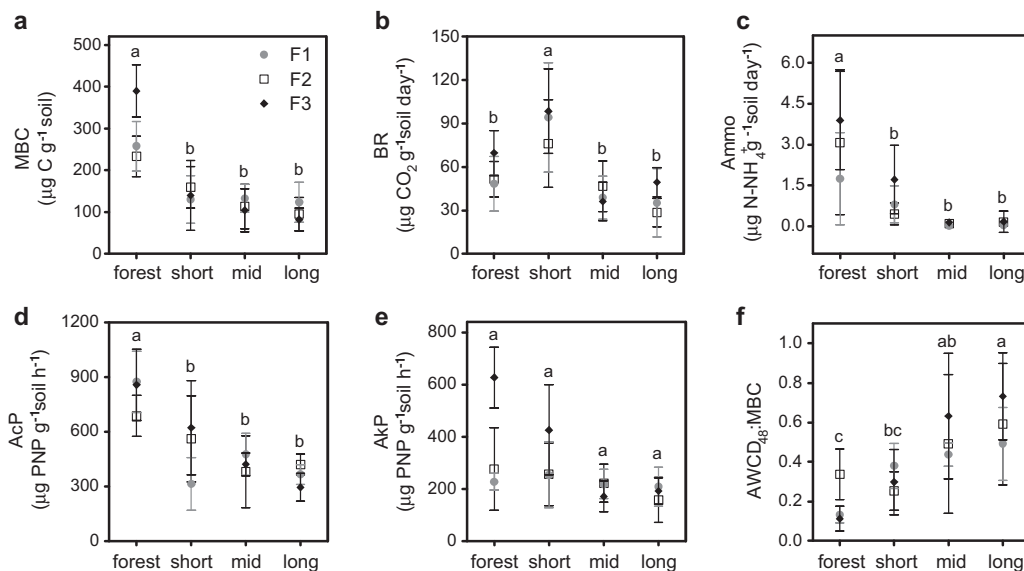 a
MBC
(μg C g⁻¹ soil)
500
400
300
200
100
0
a
b
b
b
F1
F2
F3
forest short mid long
b
BR
(μg CO₂ g⁻¹soil day⁻¹)
150
120
90
60
30
0
b
a
b
b
forest short mid long
c
Ammo
(μg N-NH₄⁺g⁻¹soil day⁻¹)
6.0
4.5
3.0
1.5
0.0
a
b
b
b
forest short mid long
d
AcP
(μg PNP g⁻¹soil h⁻¹)
1200
900
600
300
0
a
b
b
b
forest short mid long
e
AkP
(μg PNP g⁻¹soil h⁻¹)
800
600
400
200
0
a
a
a
a
forest short mid long
f
AWCD₄₈:MBC
1.0
0.8
0.6
0.4
0.2
0.0
c
bc
ab
a
forest short mid long